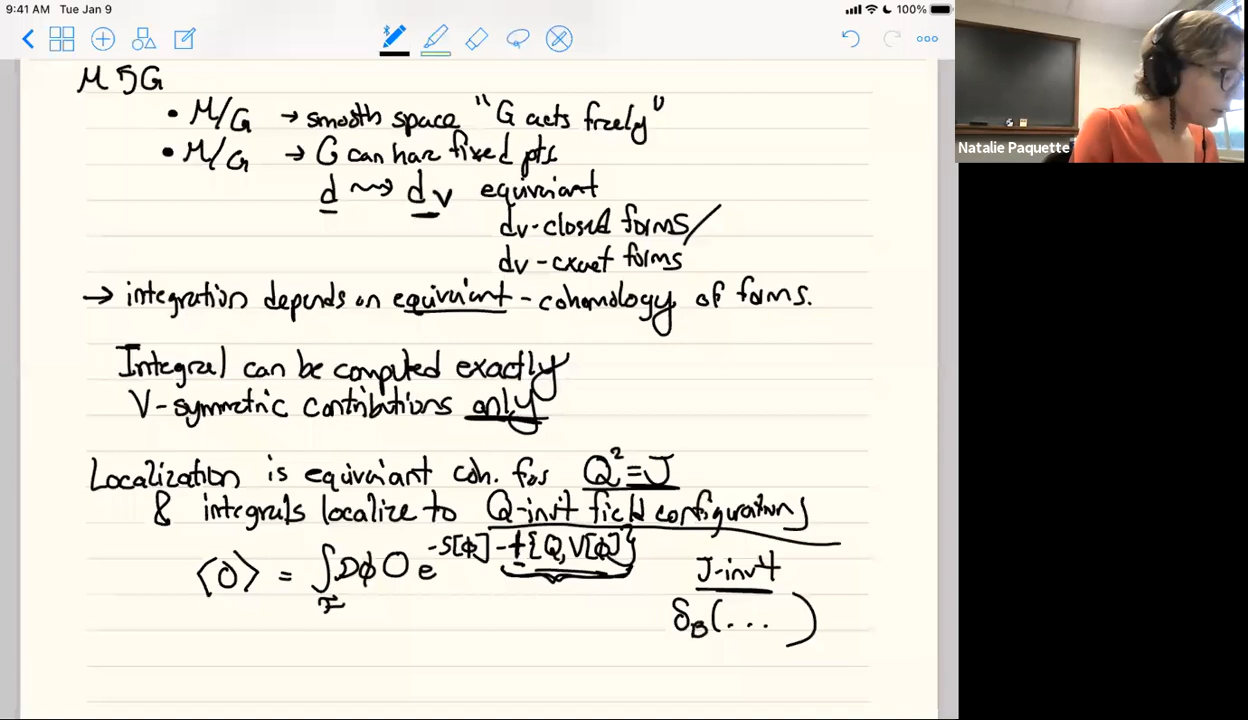 9:41 AM Tue Jan 9
100%
Natalie Paquette
M ↻ G
• M/G → smooth space "G acts freely"
• M/G → G can have fixed pts
d ⇝ d_V equivariant
dv-closed forms/
dv-exact forms
→ integration depends on equivariant-cohomology of forms.
Integral can be computed exactly
V-symmetric contributions only
Localization is equivariant coh. for Q² = J
& integrals localize to Q-inv't field configurations
⟨O⟩ = ∫_F Dϕ O e^{-S[ϕ] - t{Q,V[ϕ]}}
J-inv't
δ_B(... )